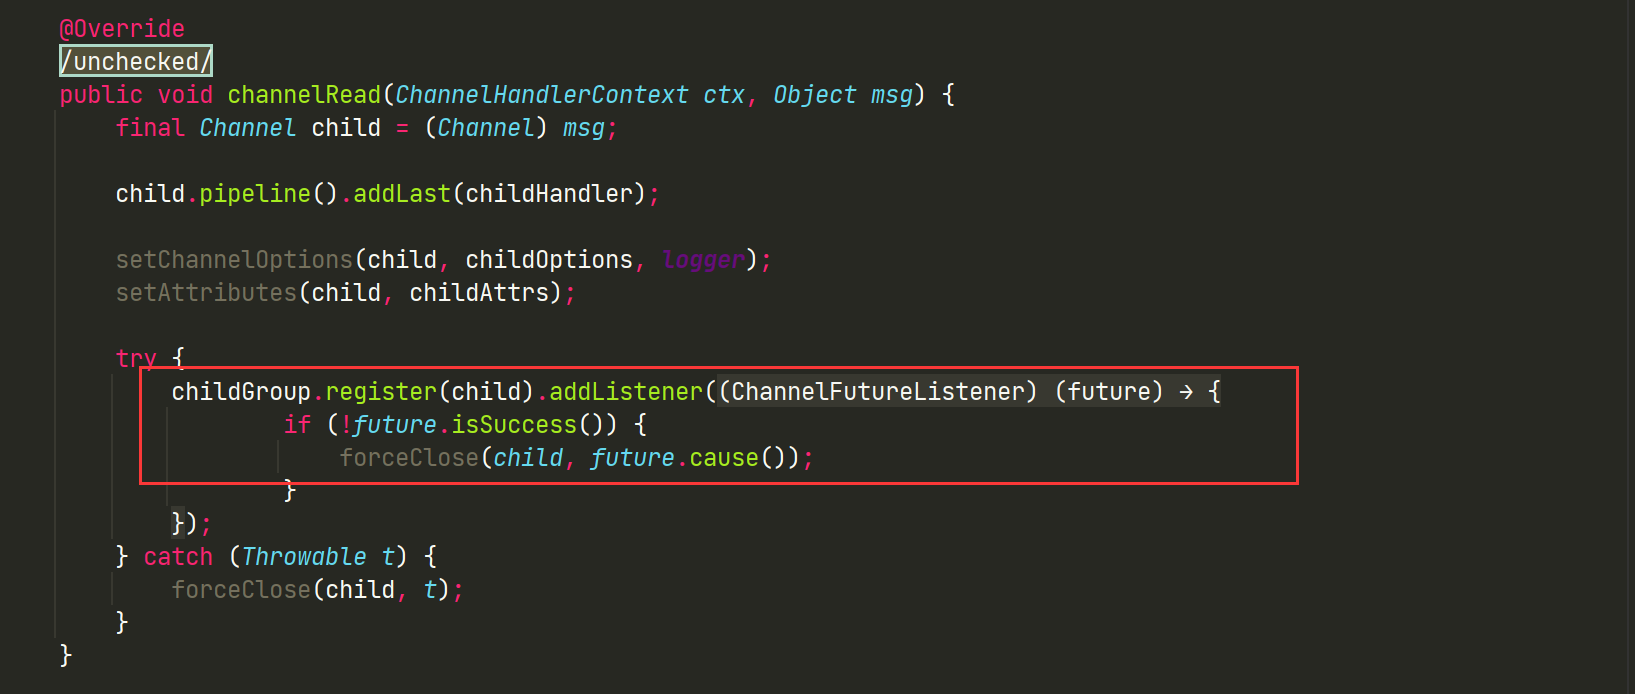 @Override
/unchecked/
public void channelRead(ChannelHandlerContext ctx, Object msg) {
    final Channel child = (Channel) msg;
    child.pipeline().addLast(childHandler);
    setChannelOptions(child, childOptions, logger);
    setAttributes(child, childAttrs);
    try {
        childGroup.register(child).addListener((ChannelFutureListener) (future) → {
                if (!future.isSuccess()) {
                    forceClose(child, future.cause());
                }
        });
    } catch (Throwable t) {
        forceClose(child, t);
    }
}